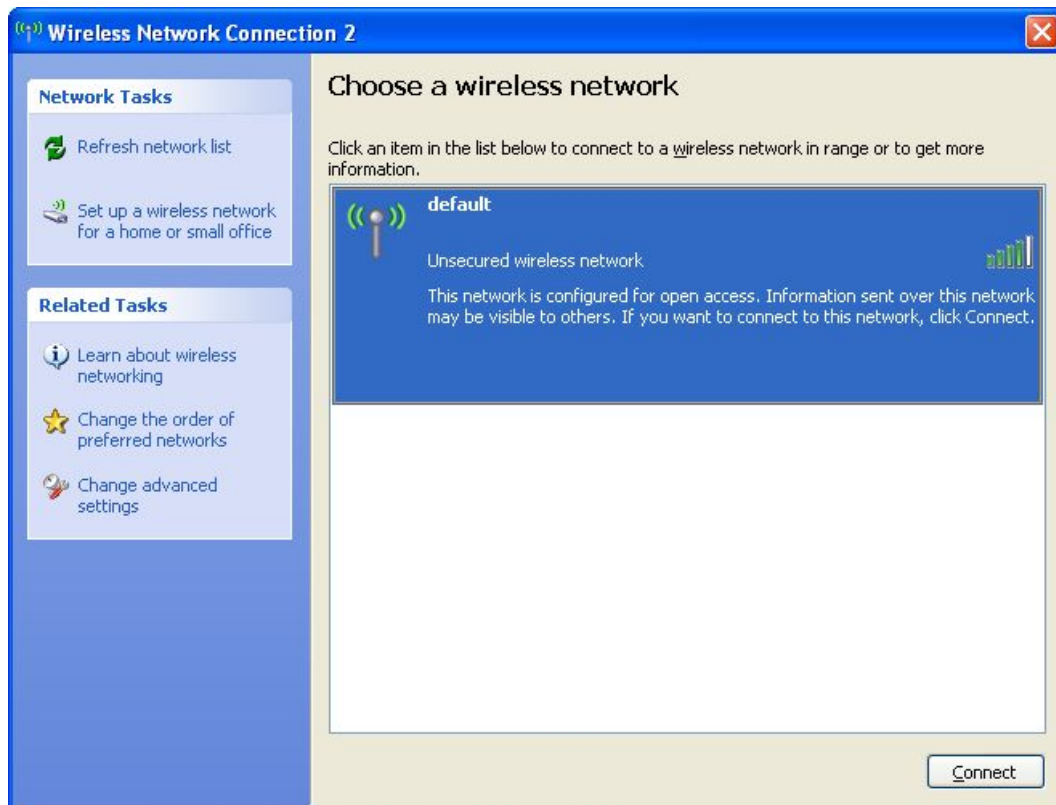 Wireless Network Connection 2
Network Tasks
Refresh network list
Set up a wireless network
for a home or small office
Related Tasks
Learn about wireless
networking
Change the order of
preferred networks
Change advanced
settings
Choose a wireless network
Click an item in the list below to connect to a wireless network in range or to get more
information.
default
Unsecured wireless network
This network is configured for open access. Information sent over this network
may be visible to others. If you want to connect to this network, click Connect.
Connect